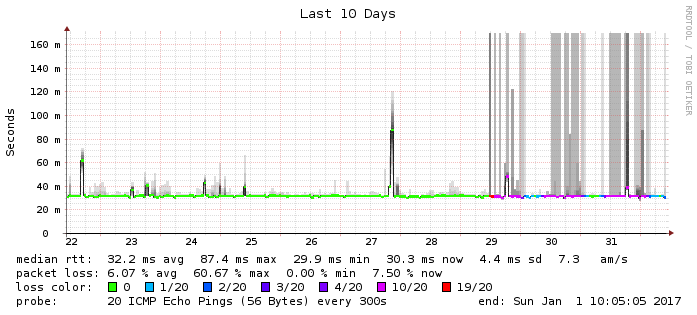 Last 10 Days
RRDTOOL / TOBI OETIKER
Seconds
160 m
140 m
120 m
100 m
80 m
60 m
40 m
20 m
0
22 23 24 25 26 27 28 29 30 31
median rtt: 32.2 ms avg 87.4 ms max 29.9 ms min 30.3 ms now 4.4 ms sd 7.3 am/s
packet loss: 6.07 % avg 60.67 % max 0.00 % min 7.50 % now
loss color: 0 1/20 2/20 3/20 4/20 10/20 19/20
probe: 20 ICMP Echo Pings (56 Bytes) every 300s end: Sun Jan 1 10:05:05 2017